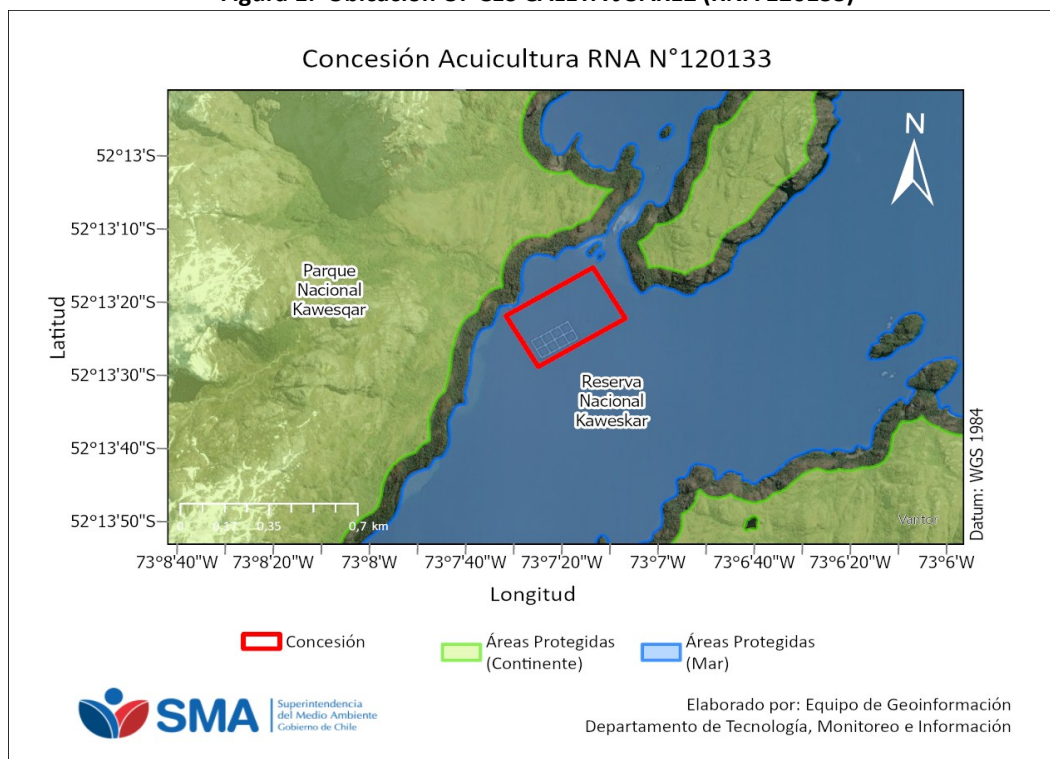 Concesión Acuicultura RNA N°120133
N
52°13'S
52°13'10"S
52°13'20"S
52°13'30"S
52°13'40"S
52°13'50"S
Latitud
Parque
Nacional
Kawesqar
Reserva
Nacional
Kaweskar
Datum: WGS 1984
0,35
0,7 km
Vantor
73°8'40"W 73°8'20"W 73°8'W 73°7'40"W 73°7'20"W 73°7'W 73°6'40"W 73°6'20"W 73°6'W
Longitud
Concesión
Áreas Protegidas
(Continente)
Áreas Protegidas
(Mar)
SMA
Superintendencia
del Medio Ambiente
Gobierno de Chile
Elaborado por: Equipo de Geoinformación
Departamento de Tecnología, Monitoreo e Información